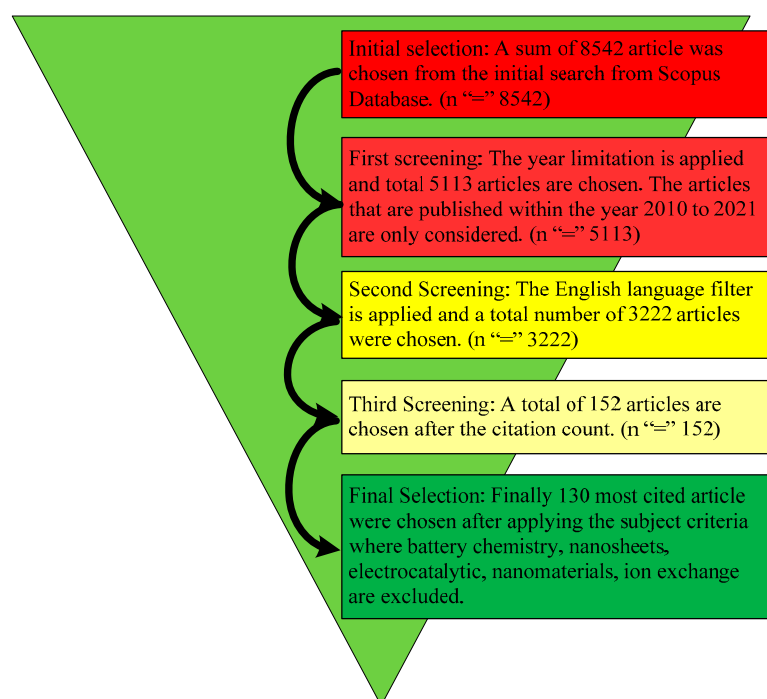 Initial selection: A sum of 8542 article was
chosen from the initial search from Scopus
Database. (n “=” 8542)
First screening: The year limitation is applied
and total 5113 articles are chosen. The articles
that are published within the year 2010 to 2021
are only considered. (n “=” 5113)
Second Screening: The English language filter
is applied and a total number of 3222 articles
were chosen. (n “=” 3222)
Third Screening: A total of 152 articles are
chosen after the citation count. (n “=” 152)
Final Selection: Finally 130 most cited article
were chosen after applying the subject criteria
where battery chemistry, nanosheets,
electrocatalytic, nanomaterials, ion exchange
are excluded.